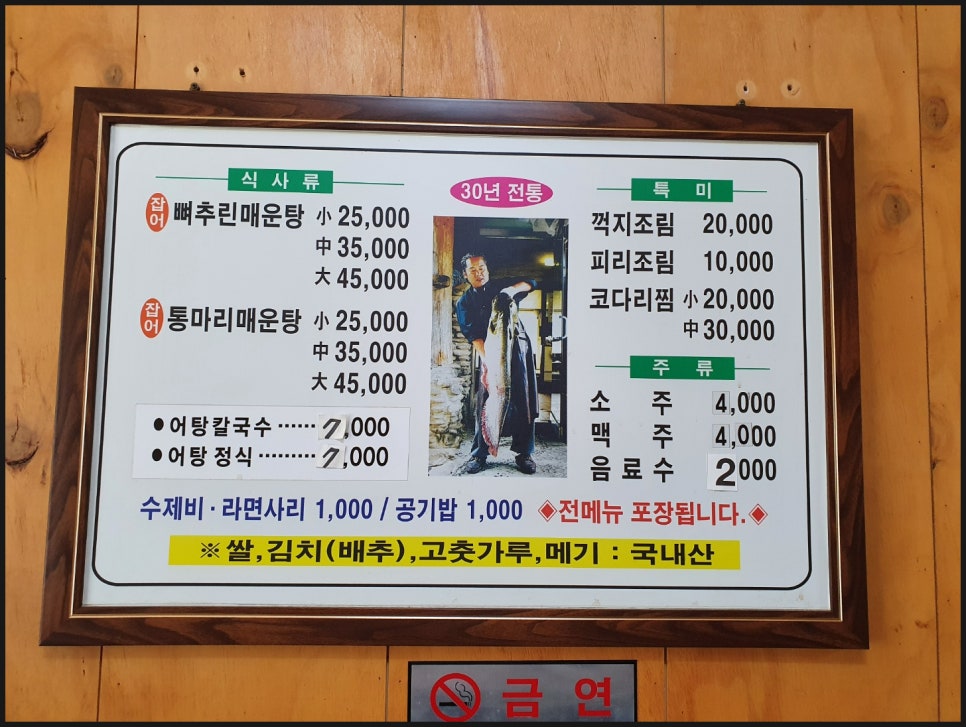 식사류
잡어 뼈추린매운탕 小 25,000
中 35,000
大 45,000
잡어 통마리매운탕 小 25,000
中 35,000
大 45,000
●어탕칼국수 ······ 7,000
●어탕 정식 ········· 7,000
30년 전통
특미
꺽지조림 20,000
피리조림 10,000
코다리찜 小 20,000
中 30,000
주류
소주 4,000
맥주 4,000
음료수 2000
수제비·라면사리 1,000 / 공기밥 1,000 ◈전메뉴 포장됩니다.◈
※쌀,김치(배추),고춧가루,메기 : 국내산
금연